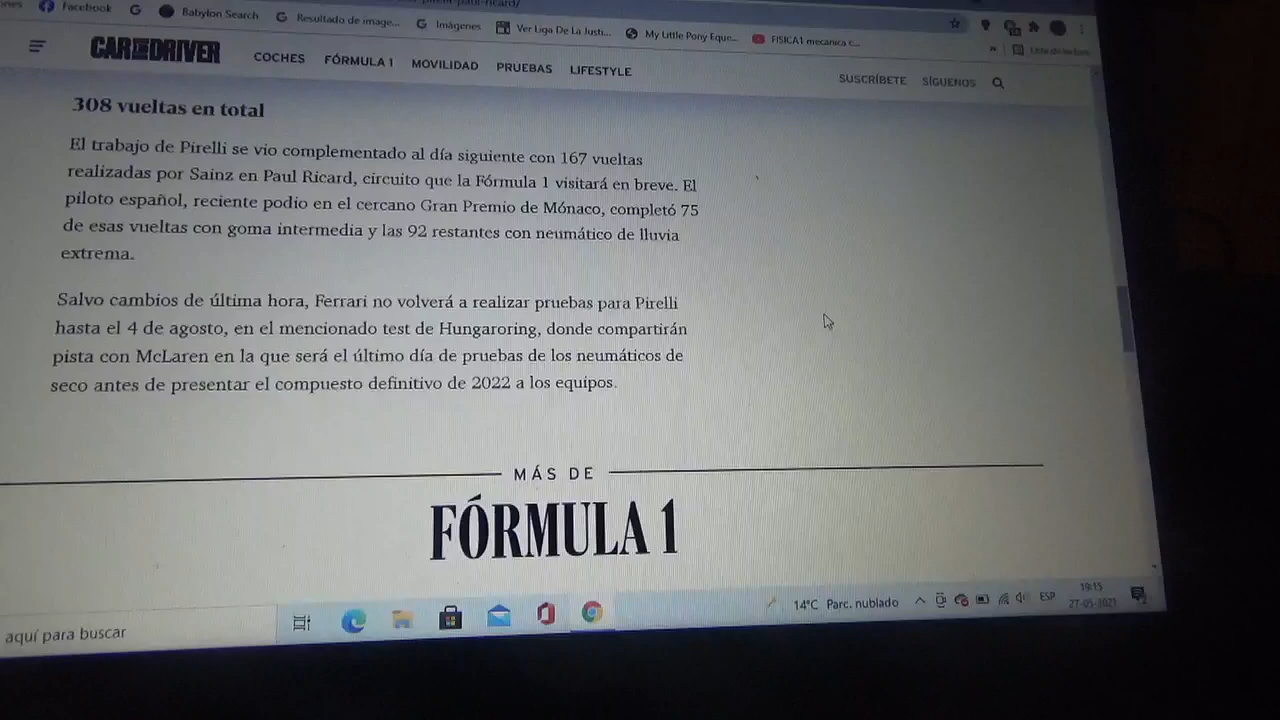 Facebook
Babylon Search
Resultado de image...
Imágenes
Ver Liga De La Justi...
My Little Pony Eque...
FISICA1 mecanica c...
CAR AND DRIVER
COCHES FÓRMULA 1 MOVILIDAD PRUEBAS LIFESTYLE
SUSCRÍBETE SÍGUENOS
308 vueltas en total
El trabajo de Pirelli se vio complementado al día siguiente con 167 vueltas
realizadas por Sainz en Paul Ricard, circuito que la Fórmula 1 visitará en breve. El
piloto español, reciente podio en el cercano Gran Premio de Mónaco, completó 75
de esas vueltas con goma intermedia y las 92 restantes con neumático de lluvia
extrema.
Salvo cambios de última hora, Ferrari no volverá a realizar pruebas para Pirelli
hasta el 4 de agosto, en el mencionado test de Hungaroring, donde compartirán
pista con McLaren en la que será el último día de pruebas de los neumáticos de
seco antes de presentar el compuesto definitivo de 2022 a los equipos.
MÁS DE
FÓRMULA 1
aquí para buscar
14°C Parc. nublado
ESP
19:15
27-05-2021